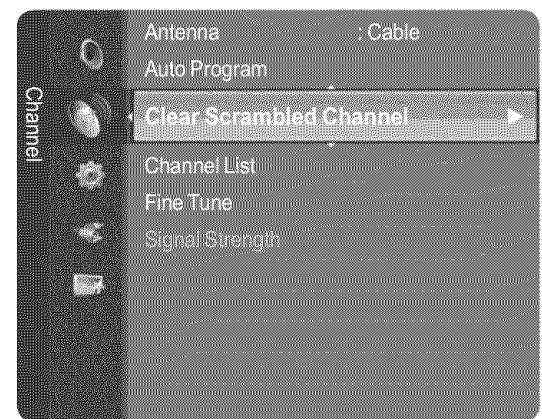 Channel
Antenna : Cable
Auto Program
Clear Scrambled Channel
Channel List
Fine Tune
Signal Strength